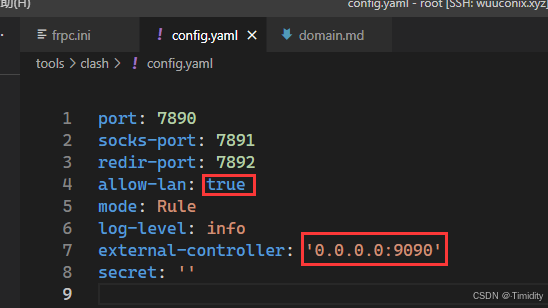 助(H)
config.yaml - root [SSH: wuuconix.xyz]
frpc.ini
! config.yaml ×
domain.md
tools > clash > ! config.yaml
1 port: 7890
2 socks-port: 7891
3 redir-port: 7892
4 allow-lan: true
5 mode: Rule
6 log-level: info
7 external-controller: '0.0.0.0:9090'
8 secret: ''
9
CSDN @-Timidity